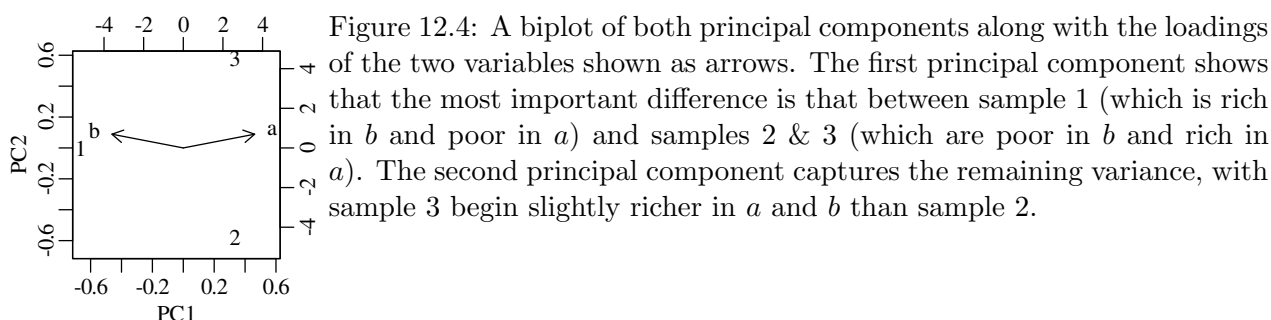 -4 -2 0 2 4
Figure 12.4: A biplot of both principal components along with the loadings
of the two variables shown as arrows. The first principal component shows
that the most important difference is that between sample 1 (which is rich
in b and poor in a) and samples 2 & 3 (which are poor in b and rich in
a). The second principal component captures the remaining variance, with
sample 3 begin slightly richer in a and b than sample 2.
PC2
0.6
0.2
-0.2
-0.6
3
b
a
1
2
4
2
0
-2
-4
-0.6 -0.2 0.2 0.6
PC1